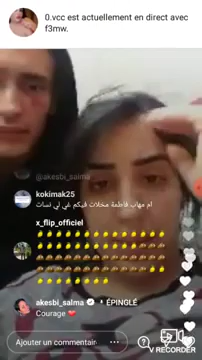 0.vcc est actuellement en direct avec
f3mw.
@akesbi_salma
kokimak25
ام مهاب فاطمة مخلات فيكم غي لي نسات
x_flip_officiel
akesbi_salma ÉPINGLÉ
Courage ❤️
Ajouter un commentaire
V RECORDER